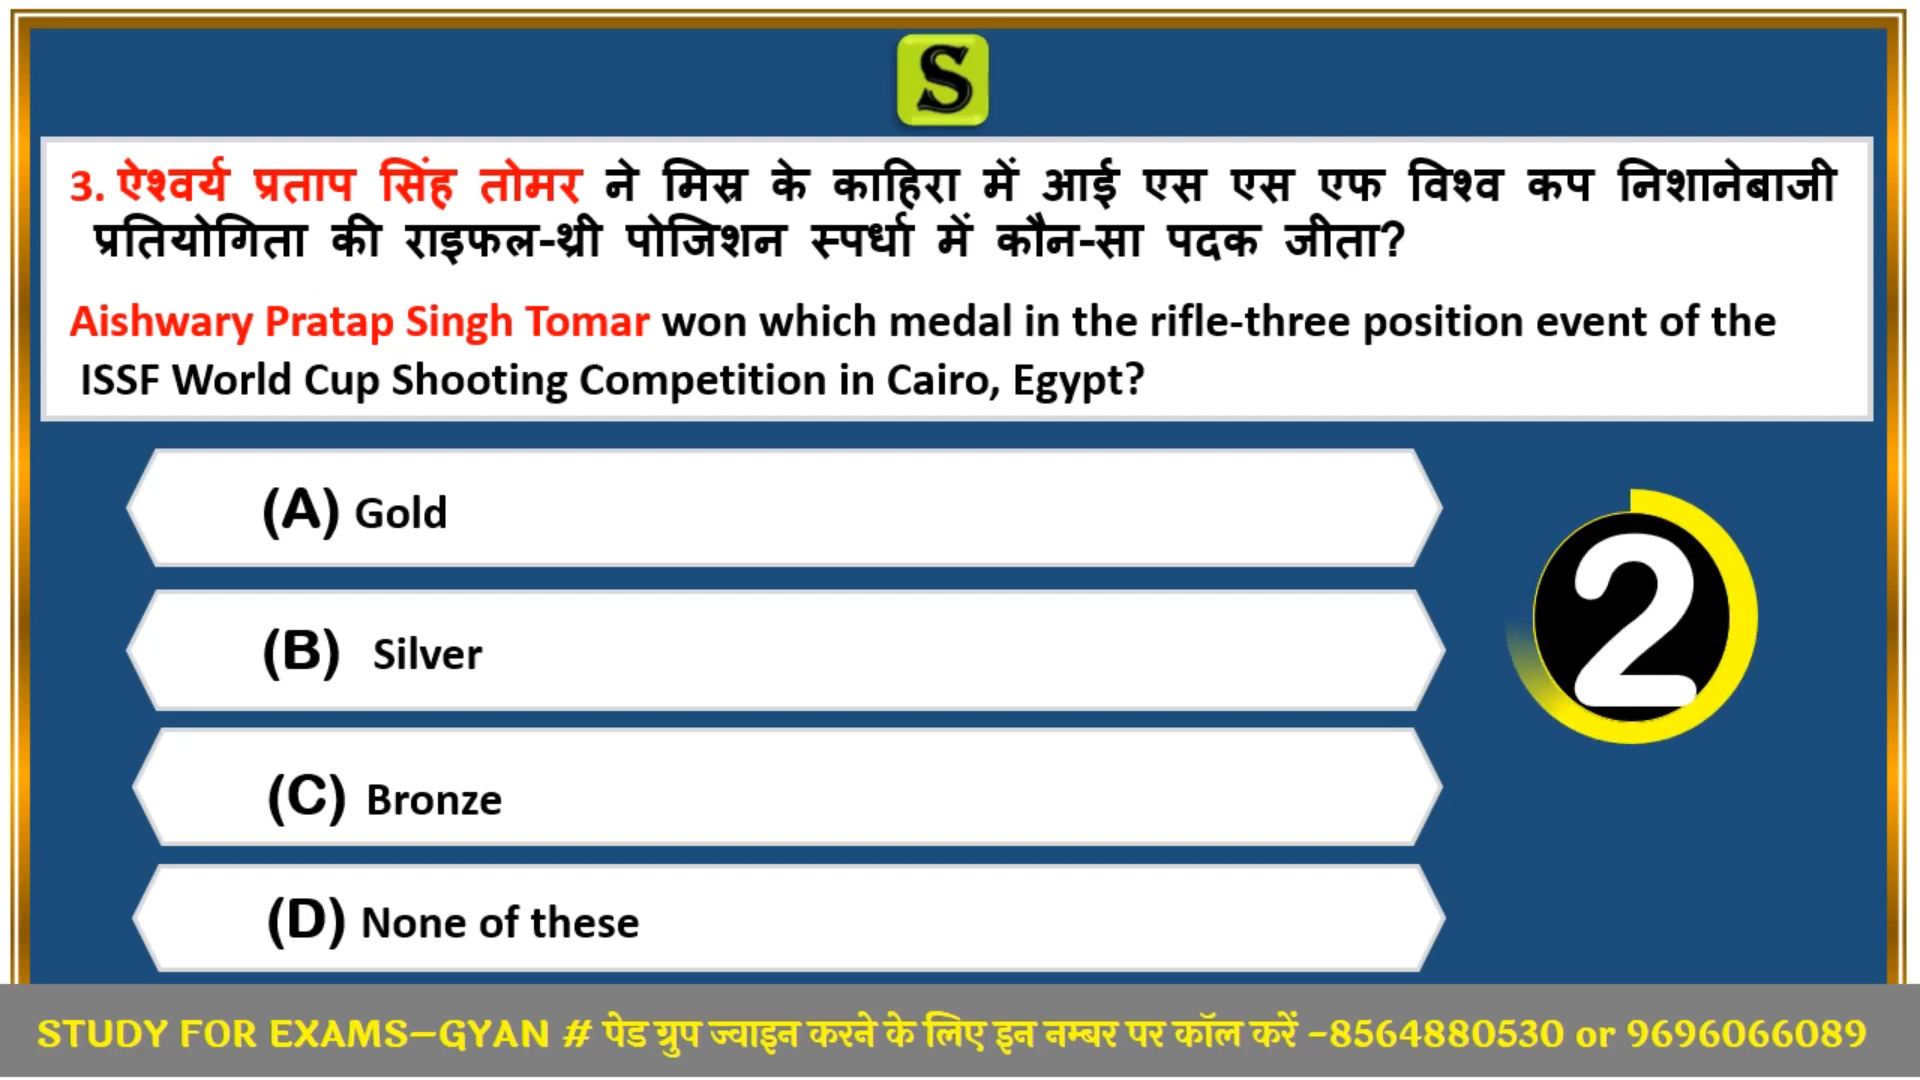 S
3. ऐश्वर्य प्रताप सिंह तोमर ने मिस्र के काहिरा में आई एस एस एफ विश्व कप निशानेबाजी
प्रतियोगिता की राइफल-थ्री पोजिशन स्पर्धा में कौन-सा पदक जीता?
Aishwary Pratap Singh Tomar won which medal in the rifle-three position event of the
ISSF World Cup Shooting Competition in Cairo, Egypt?
(A) Gold
(B) Silver
2
(C) Bronze
(D) None of these
STUDY FOR EXAMS–GYAN # पेड ग्रुप ज्वाइन करने के लिए इन नम्बर पर कॉल करें -8564880530 or 9696066089